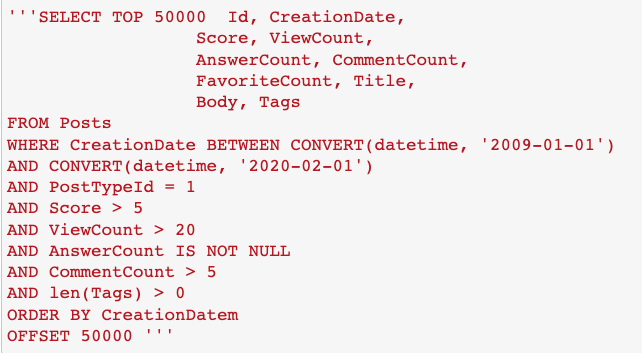 '''SELECT TOP 50000  Id, CreationDate,
Score, ViewCount,
AnswerCount, CommentCount,
FavoriteCount, Title,
Body, Tags
FROM Posts
WHERE CreationDate BETWEEN CONVERT(datetime, '2009-01-01')
AND CONVERT(datetime, '2020-02-01')
AND PostTypeId = 1
AND Score > 5
AND ViewCount > 20
AND AnswerCount IS NOT NULL
AND CommentCount > 5
AND len(Tags) > 0
ORDER BY CreationDatem
OFFSET 50000 '''